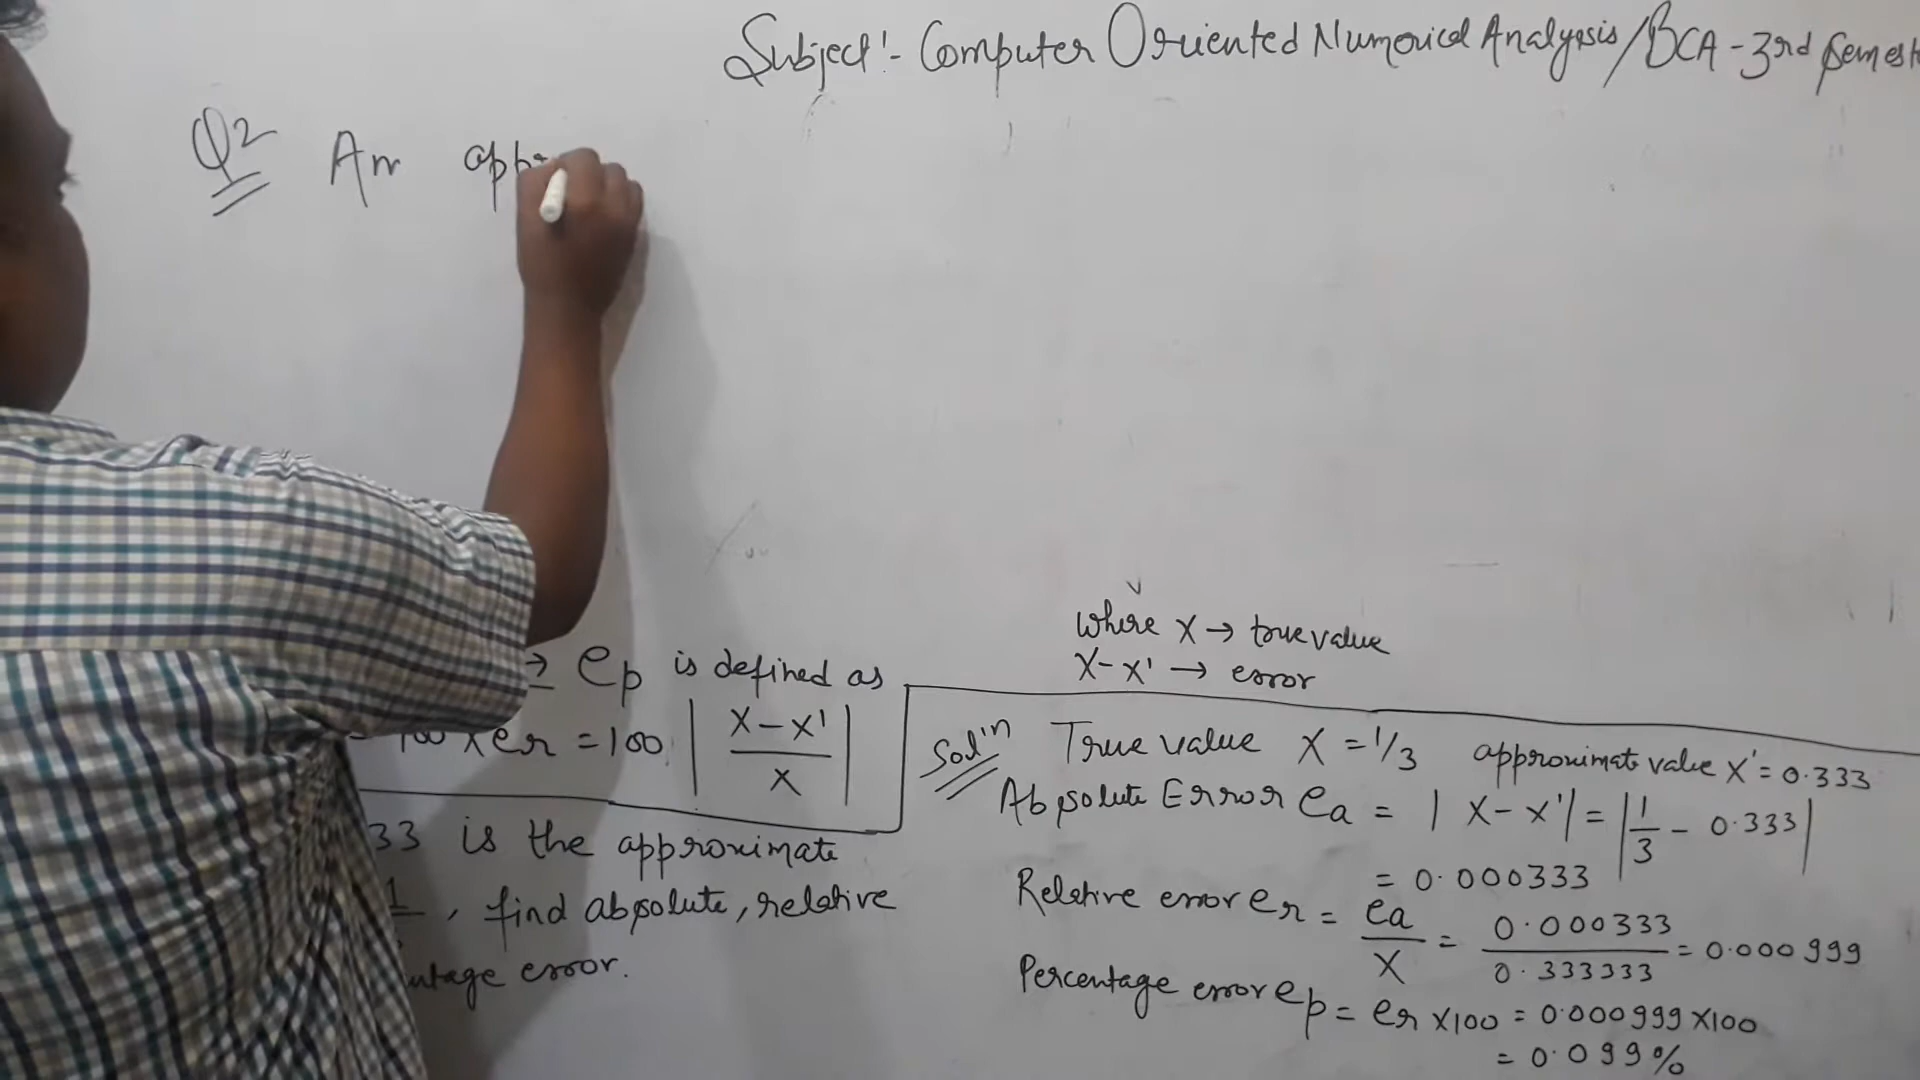 Subject:- Computer Oriented Numerical Analysis/BCA-3rd Semest
Q2 An app
where X → true value
X-X' → error
→ ep is defined as
100 X er = 100 | X-X' / X |
33 is the approximate
1 , find absolute, relative
ntage error.
Sol'n True value X = 1/3 approximate value X' = 0.333
Absolute Error ea = | X-X' | = | 1/3 - 0.333 |
= 0.000333
Relative error er = ea / X = 0.000333 / 0.333333 = 0.000999
Percentage error ep = er X100 = 0.000999 X100
= 0.099%